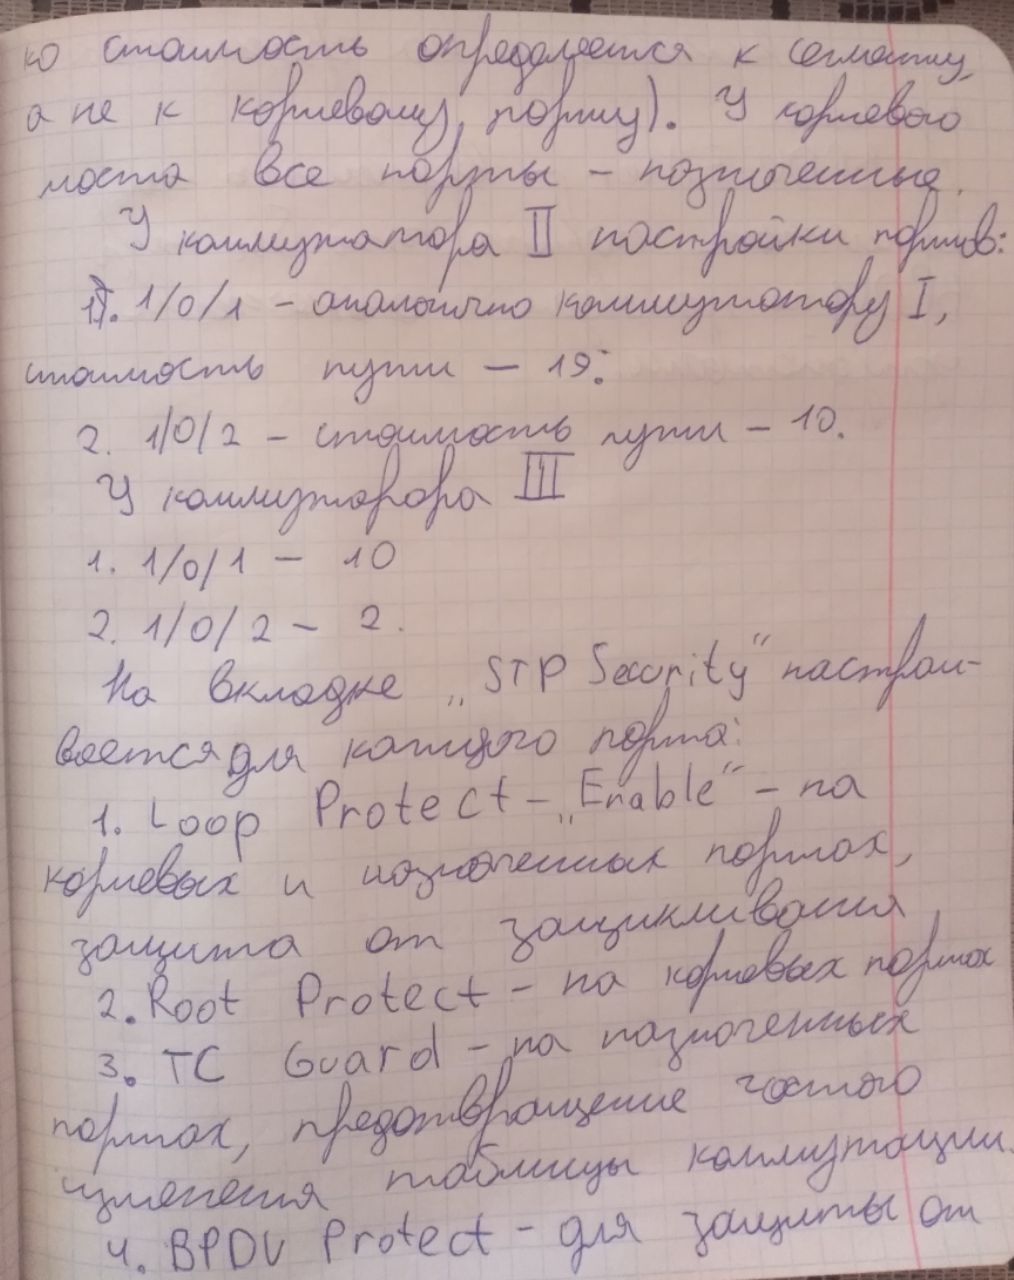 ко стоимость определяется к сегменту,
а не к корневому порту). У корневого
моста все порты – назначенные.
У коммутатора II настройки портов:
1. 1/0/1 – аналогично коммутатору I,
стоимость пути – 19.
2. 1/0/2 – стоимость пути – 10.
У коммуторора III
1. 1/0/1 – 10
2. 1/0/2 – 2.
На вкладке „STP Security“ настраи-
вается для каждого порта:
1. Loop Protect – „Enable“ – на
корневых и назначенных портах,
защита от зацикливания
2. Root Protect – на корневых портах
3. TC Guard – на назначенных
портах, предотвращение частого
изменения таблицы коммутации.
4. BPDU Protect – для защиты от